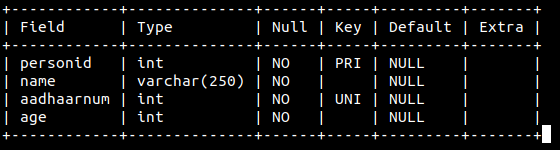 +-----------+--------------+------+-----+---------+-------+
| Field     | Type         | Null | Key | Default | Extra |
+-----------+--------------+------+-----+---------+-------+
| personid  | int          | NO   | PRI | NULL    |       |
| name      | varchar(250) | NO   |     | NULL    |       |
| aadhaarnum | int          | NO   | UNI | NULL    |       |
| age       | int          | NO   |     | NULL    |       |
+-----------+--------------+------+-----+---------+-------+